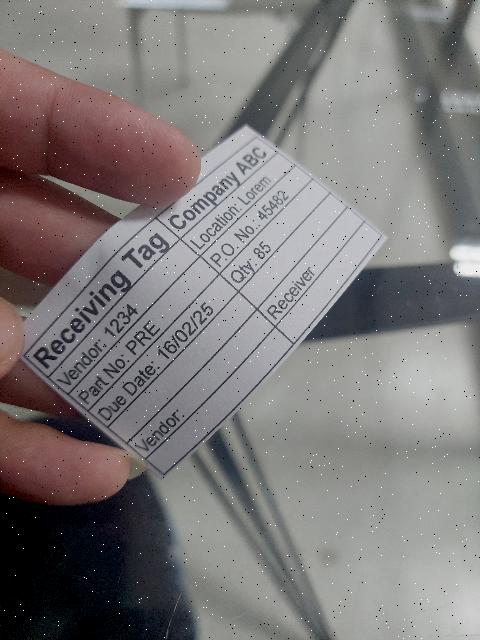 Receiving Tag Company ABC
Vendor: 1234 Location: Lorem
Part No: PRE P.O. No.: 45482
Due Date: 16/02/25 Qty: 85
Vendor: Receiver